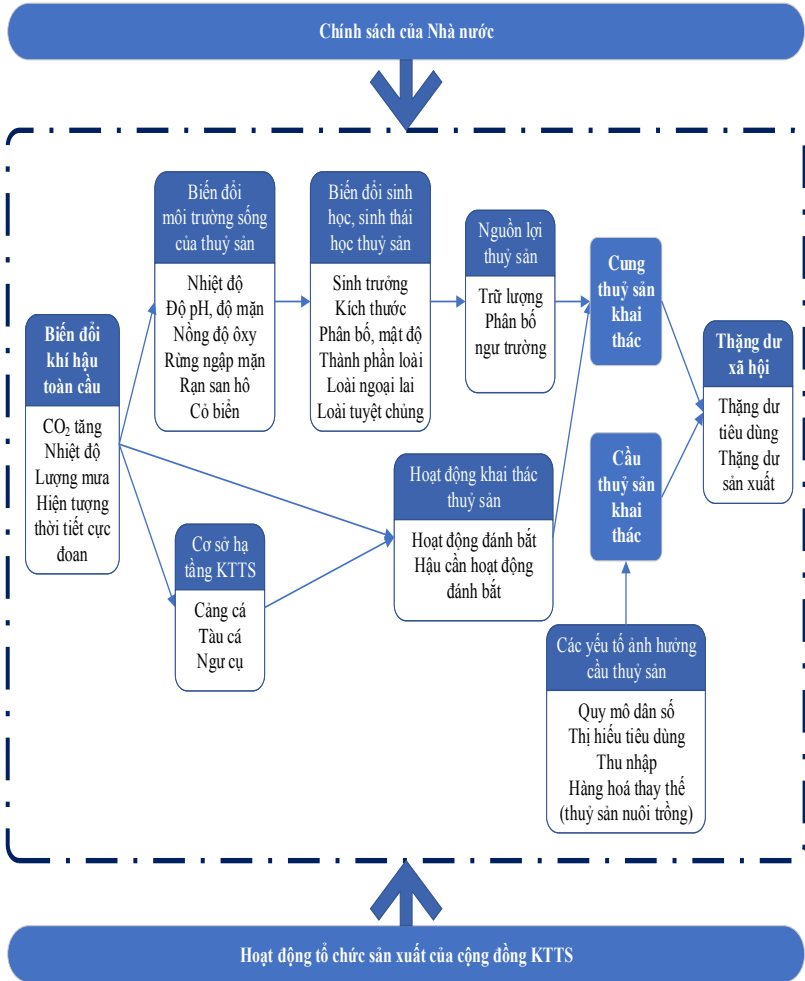 Chính sách của Nhà nước
Biến đổi
môi trường sống
của thuỷ sản
Nhiệt độ
Độ pH, độ mặn
Nồng độ ôxy
Rừng ngập mặn
Rạn san hô
Cỏ biển
Biến đổi sinh
học, sinh thái
học thuỷ sản
Sinh trưởng
Kích thước
Phân bố, mật độ
Thành phần loài
Loài ngoại lai
Loài tuyệt chủng
Nguồn lợi
thuỷ sản
Trữ lượng
Phân bố
ngư trường
Cung
thuỷ sản
khai
thác
Biến đổi
khí hậu
toàn cầu
CO₂ tăng
Nhiệt độ
Lượng mưa
Hiện tượng
thời tiết cực
đoan
Thặng dư
xã hội
Thặng dư
tiêu dùng
Thặng dư
sản xuất
Cầu
thuỷ sản
khai
thác
Hoạt động khai thác
thuỷ sản
Hoạt động đánh bắt
Hậu cần hoạt động
đánh bắt
Cơ sở hạ
tầng KTTS
Cảng cá
Tàu cá
Ngư cụ
Các yếu tố ảnh hưởng
cầu thuỷ sản
Quy mô dân số
Thị hiếu tiêu dùng
Thu nhập
Hàng hoá thay thế
(thuỷ sản nuôi trồng)
Hoạt động tổ chức sản xuất của cộng đồng KTTS